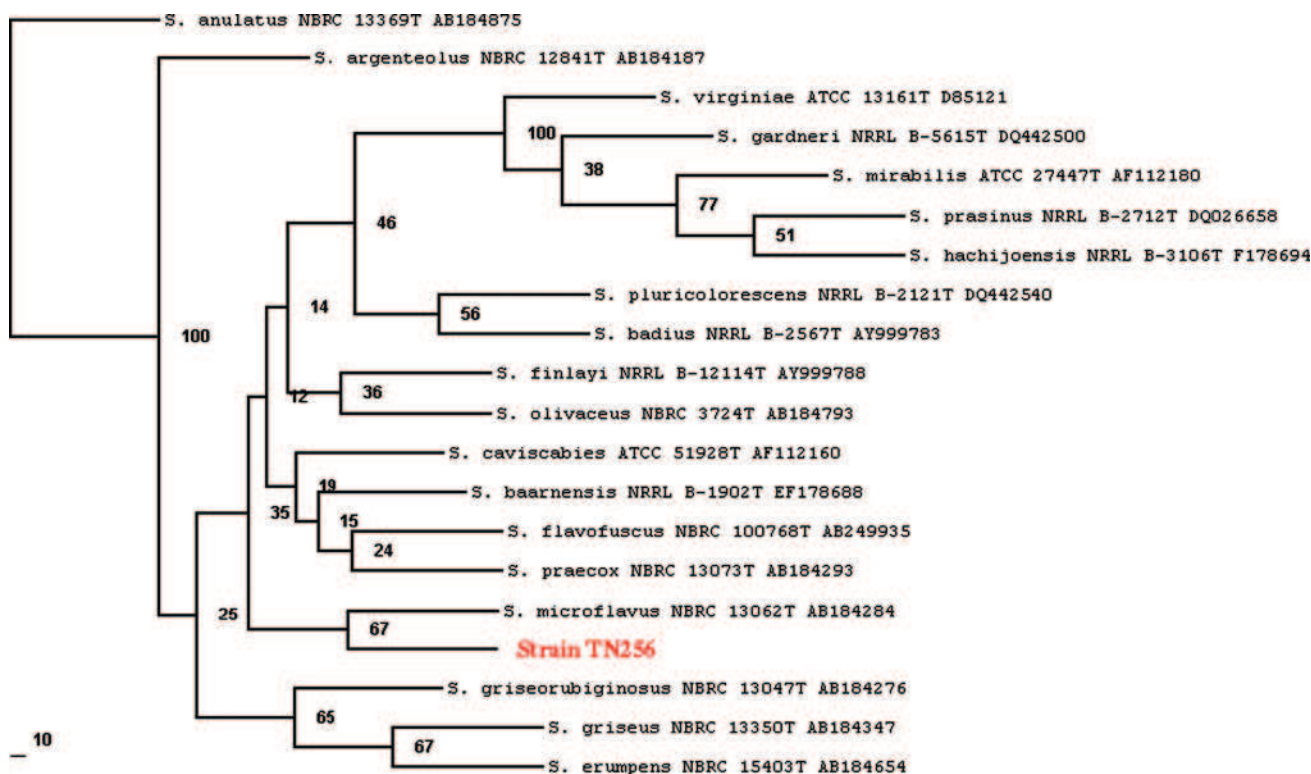 S. anulatus NBRC 13369T AB184875
S. argenteolus NBRC 12841T AB184187
S. virginiae ATCC 13161T D85121
100
S. gardneri NRRL B-5615T DQ442500
38
S. mirabilis ATCC 27447T AF112180
77
S. prasinus NRRL B-2712T DQ026658
46
51
S. hachijoensis NRRL B-3106T F178694
S. pluricolorescens NRRL B-2121T DQ442540
14
56
S. badius NRRL B-2567T AY999783
100
S. finlayi NRRL B-12114T AY999788
12
36
S. olivaceus NBRC 3724T AB184793
S. caviscabies ATCC 51928T AF112160
19
S. baarnensis NRRL B-1902T EF178688
35
15
S. flavofuscus NBRC 100768T AB249935
24
S. praecox NBRC 13073T AB184293
S. microflavus NBRC 13062T AB184284
25
67
Strain TN256
S. griseorubiginosus NBRC 13047T AB184276
65
S. griseus NBRC 13350T AB184347
67
S. erumpens NBRC 15403T AB184654
10